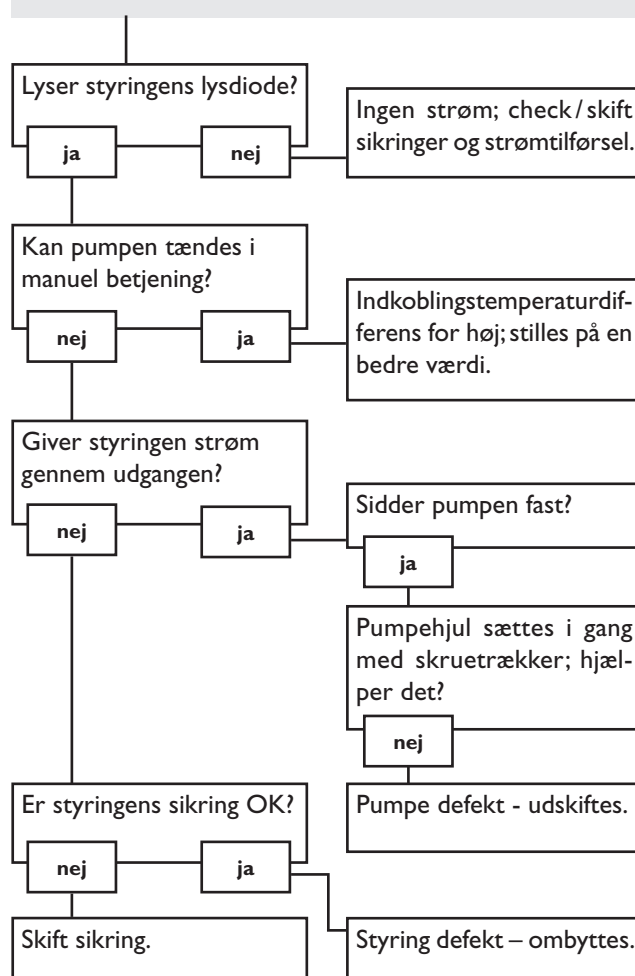 Lyser styringens lysdiode?
ja
nej
Ingen strøm; check/skift
sikringer og strømtilførsel.
Kan pumpen tændes i
manuel betjening?
nej
ja
Indkoblingstemperaturdif-
ferens for høj; stilles på en
bedre værdi.
Giver styringen strøm
gennem udgangen?
nej
ja
Sidder pumpen fast?
ja
Pumpehjul sættes i gang
med skruetrækker; hjæl-
per det?
nej
Pumpe defekt - udskiftes.
Er styringens sikring OK?
nej
ja
Skift sikring.
Styring defekt – ombyttes.